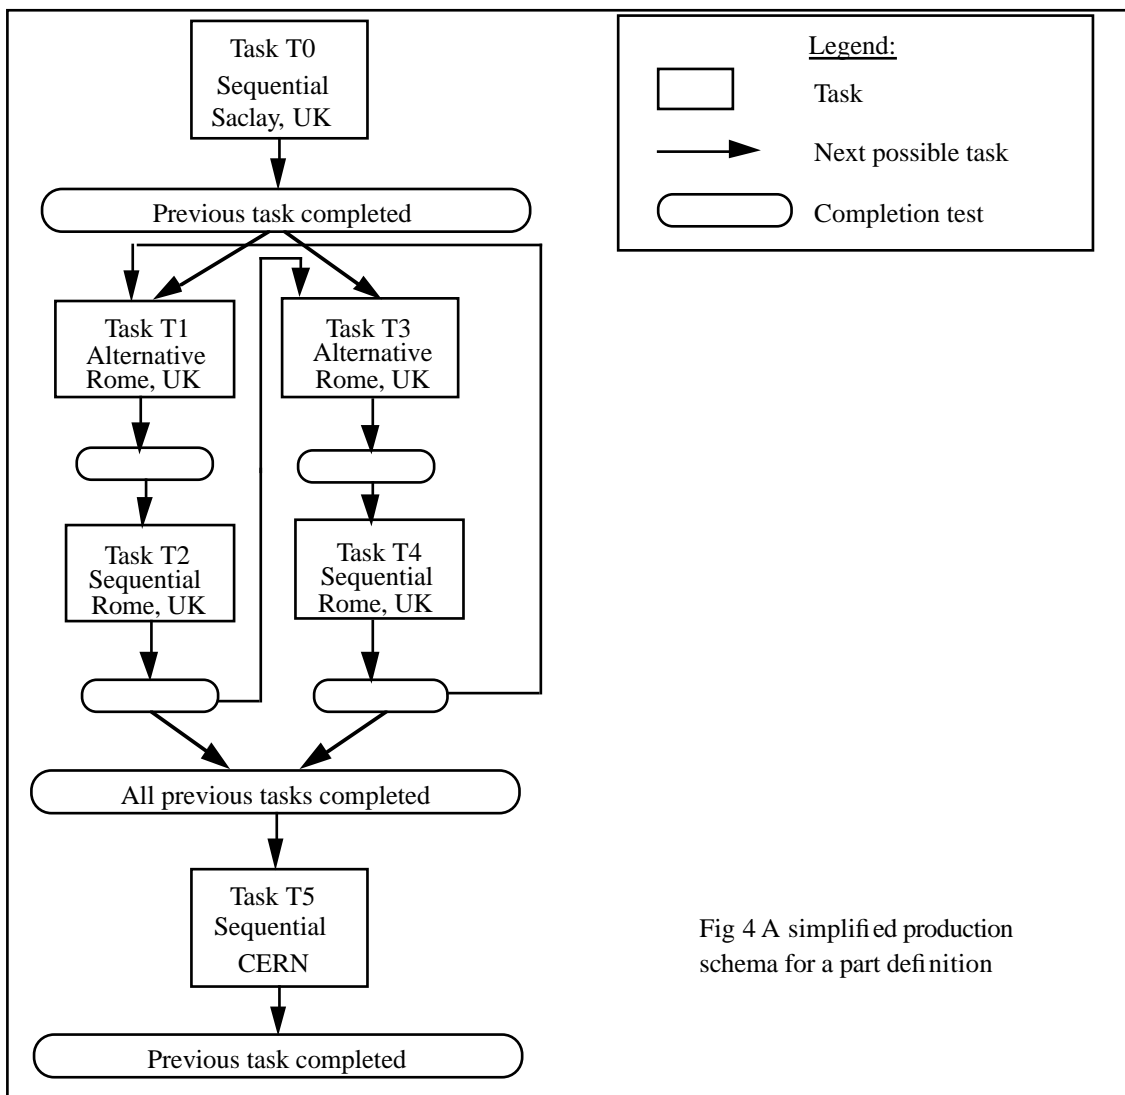 Task T0
Sequential
Saclay, UK
Legend:
Task
Next possible task
Completion test
Previous task completed
Task T1
Alternative
Rome, UK
Task T3
Alternative
Rome, UK
Task T2
Sequential
Rome, UK
Task T4
Sequential
Rome, UK
All previous tasks completed
Task T5
Sequential
CERN
Previous task completed
Fig 4 A simplified production
schema for a part definition